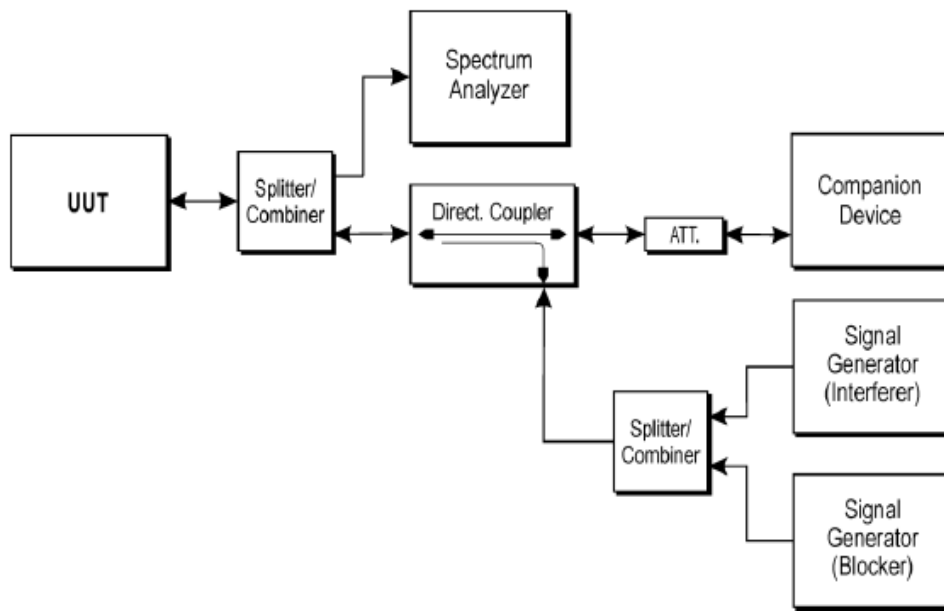 Spectrum
Analyzer
UUT
Splitter/
Combiner
Direct. Coupler
ATT.
Companion
Device
Signal
Generator
(Interferer)
Splitter/
Combiner
Signal
Generator
(Blocker)